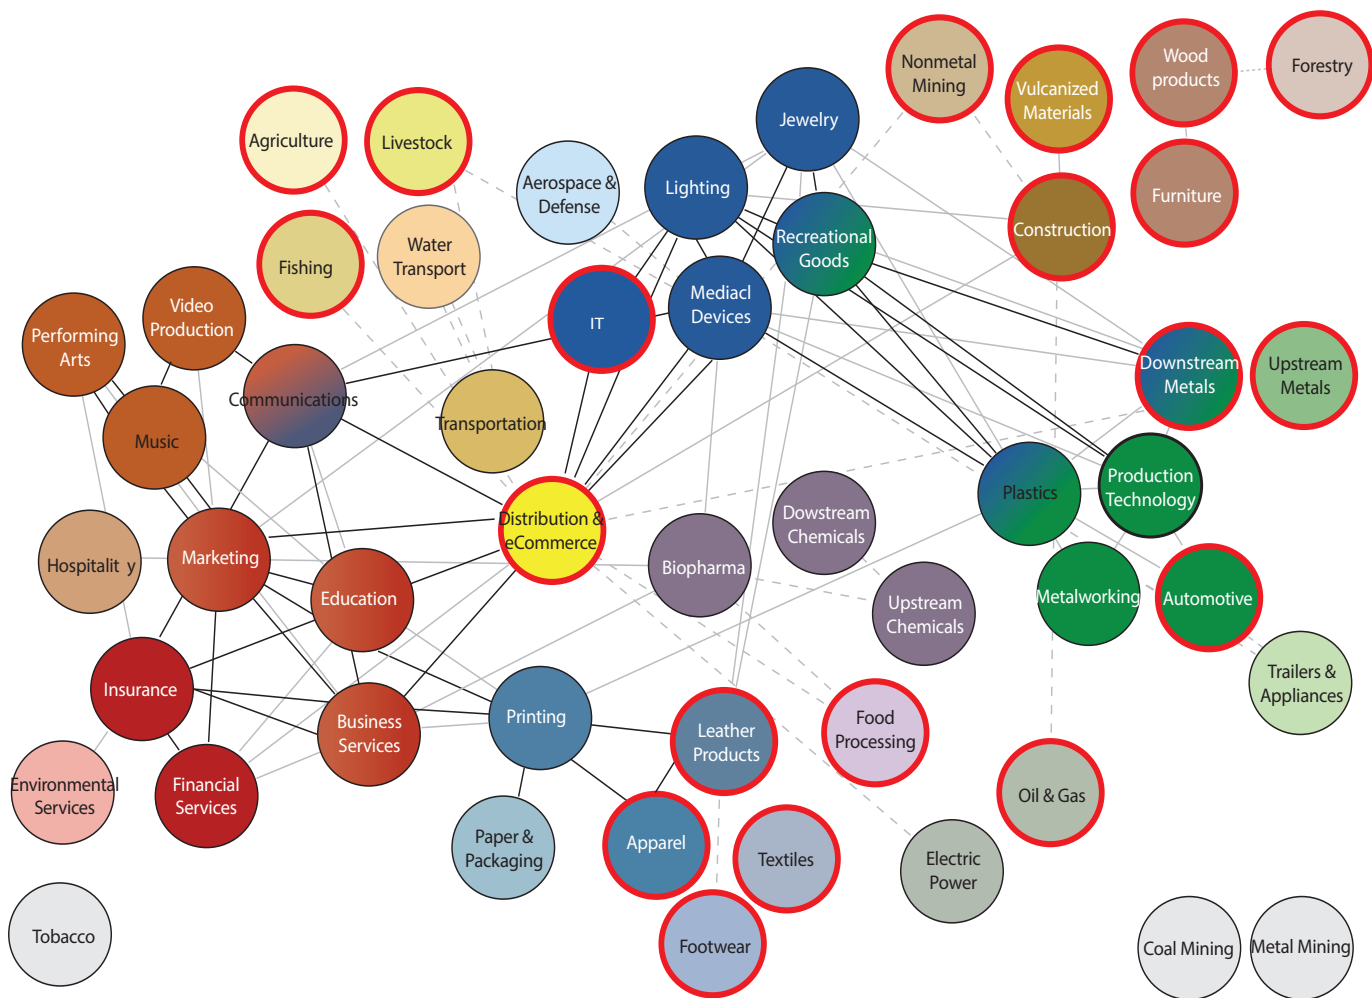 Nonmetal
Mining
Vulcanized
Materials
Wood
products
Forestry
Jewelry
Agriculture
Livestock
Aerospace &
Defense
Lighting
Furniture
Construction
Recreational
Goods
Water
Transport
Fishing
Video
Production
Performing
Arts
IT
Mediacl
Devices
Downstream
Metals
Upstream
Metals
Communications
Music
Transportation
Plastics
Production
Technology
Distribution &
eCommerce
Dowstream
Chemicals
Hospitalit y
Marketing
Education
Biopharma
Upstream
Chemicals
Metalworking
Automotive
Trailers &
Appliances
Insurance
Business
Services
Printing
Leather
Products
Food
Processing
Environmental
Services
Financial
Services
Oil & Gas
Paper &
Packaging
Apparel
Textiles
Electric
Power
Tobacco
Footwear
Coal Mining
Metal Mining